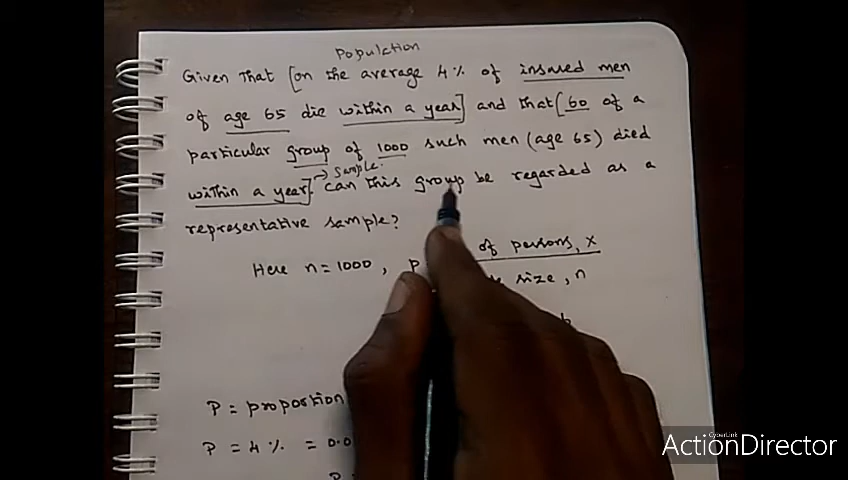 Population
Given that [on the average 4% of insured men
of age 65 die within a year] and that [60 of a
particular group of 1000 such men (age 65) died
→ sample.
within a year] can this group be regarded as a
representative sample?
Here n = 1000, p of persons, x
size, n
P = proportion
P = 4% = 0.0
CyberLink
ActionDirector